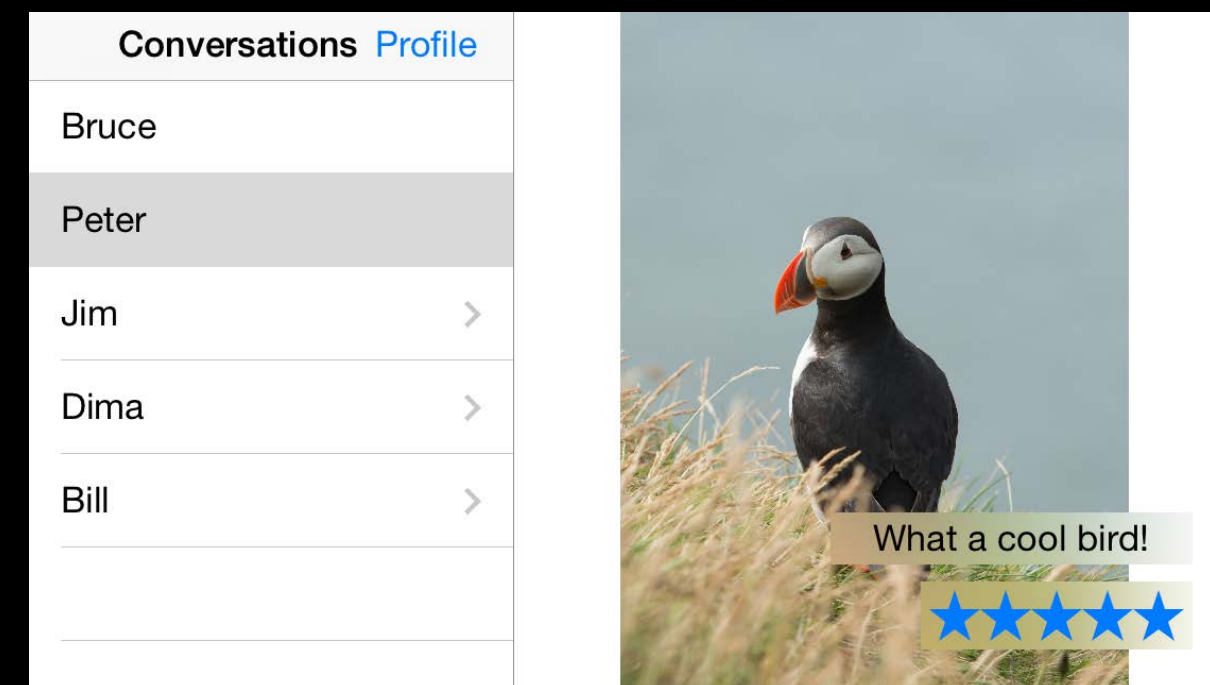 Conversations Profile
Bruce
Peter
Jim
Dima
Bill
What a cool bird!